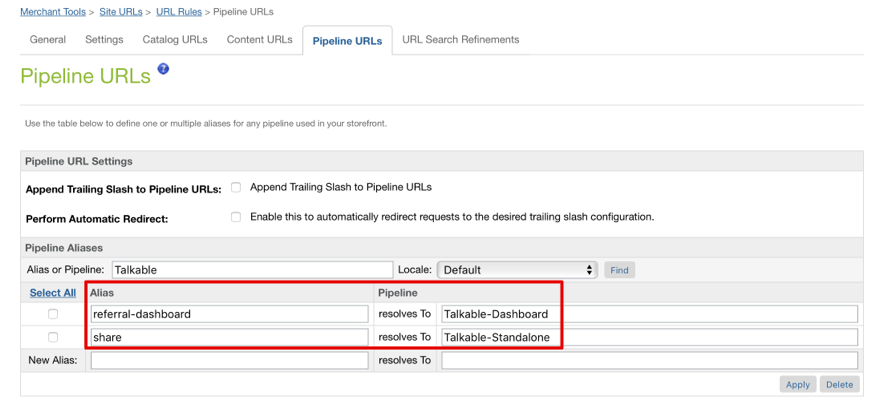 Merchant Tools > Site URLs > URL Rules > Pipeline URLs
General Settings Catalog URLs Content URLs Pipeline URLs URL Search Refinements
Pipeline URLs ?
Use the table below to define one or multiple aliases for any pipeline used in your storefront.
Pipeline URL Settings
Append Trailing Slash to Pipeline URLs: Append Trailing Slash to Pipeline URLs
Perform Automatic Redirect: Enable this to automatically redirect requests to the desired trailing slash configuration.
Pipeline Aliases
Alias or Pipeline: Talkable Locale: Default Find
Select All Alias Pipeline
referral-dashboard resolves To Talkable-Dashboard
share resolves To Talkable-Standalone
New Alias: resolves To
Apply Delete